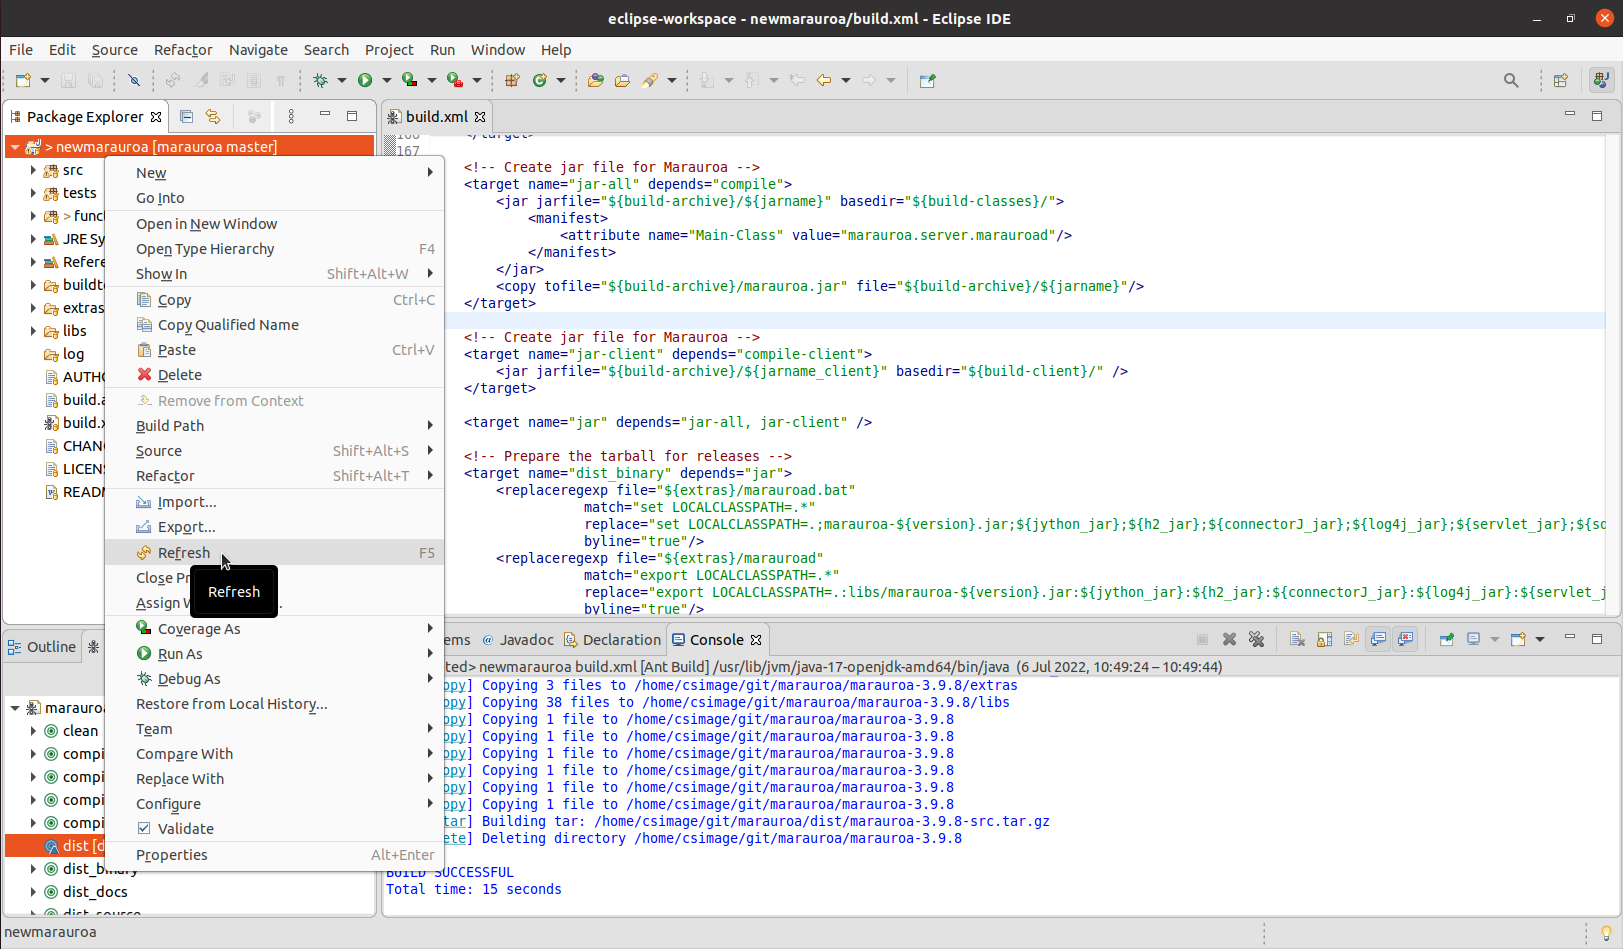 eclipse-workspace - newmarauroa/build.xml - Eclipse IDE
File Edit Source Refactor Navigate Search Project Run Window Help
Package Explorer
> newmarauroa [marauroa master]
src
tests
> funct
JRE Sy
Refere
buildt
extras
libs
log
AUTHO
build.a
build.x
CHAN
LICEN
READ
New
Go Into
Open in New Window
Open Type Hierarchy F4
Show In Shift+Alt+W
Copy Ctrl+C
Copy Qualified Name
Paste Ctrl+V
Delete
Remove from Context
Build Path
Source Shift+Alt+S
Refactor Shift+Alt+T
Import...
Export...
Refresh F5
Close Pr
Refresh
Assign W
Coverage As
Run As
Debug As
Restore from Local History...
Team
Compare With
Replace With
Configure
Validate
Properties Alt+Enter
build.xml
166 </target>
167
<!-- Create jar file for Marauroa -->
<target name="jar-all" depends="compile">
<jar jarfile="${build-archive}/${jarname}" basedir="${build-classes}/">
<manifest>
<attribute name="Main-Class" value="marauroa.server.marauroad"/>
</manifest>
</jar>
<copy tofile="${build-archive}/marauroa.jar" file="${build-archive}/${jarname}"/>
</target>
<!-- Create jar file for Marauroa -->
<target name="jar-client" depends="compile-client">
<jar jarfile="${build-archive}/${jarname_client}" basedir="${build-client}/" />
</target>
<target name="jar" depends="jar-all, jar-client" />
<!-- Prepare the tarball for releases -->
<target name="dist_binary" depends="jar">
<replaceregexp file="${extras}/marauroad.bat"
match="set LOCALCLASSPATH=.*"
replace="set LOCALCLASSPATH=.;marauroa-${version}.jar;${jython_jar};${h2_jar};${connectorJ_jar};${log4j_jar};${servlet_jar};${so
byline="true"/>
<replaceregexp file="${extras}/marauroad"
match="export LOCALCLASSPATH=.*"
replace="export LOCALCLASSPATH=.:libs/marauroa-${version}.jar:${jython_jar}:${h2_jar}:${connectorJ_jar}:${log4j_jar}:${servlet_j
byline="true"/>
Outline
maraur
clean
compi
compi
compi
compi
dist [d
dist_binary
dist_docs
dist_source
ems @ Javadoc Declaration Console
ted> newmarauroa build.xml [Ant Build] /usr/lib/jvm/java-17-openjdk-amd64/bin/java (6 Jul 2022, 10:49:24 – 10:49:44)
opy] Copying 3 files to /home/csimage/git/marauroa/marauroa-3.9.8/extras
opy] Copying 38 files to /home/csimage/git/marauroa/marauroa-3.9.8/libs
opy] Copying 1 file to /home/csimage/git/marauroa/marauroa-3.9.8
opy] Copying 1 file to /home/csimage/git/marauroa/marauroa-3.9.8
opy] Copying 1 file to /home/csimage/git/marauroa/marauroa-3.9.8
opy] Copying 1 file to /home/csimage/git/marauroa/marauroa-3.9.8
opy] Copying 1 file to /home/csimage/git/marauroa/marauroa-3.9.8
opy] Copying 1 file to /home/csimage/git/marauroa/marauroa-3.9.8
tar] Building tar: /home/csimage/git/marauroa/dist/marauroa-3.9.8-src.tar.gz
ete] Deleting directory /home/csimage/git/marauroa/marauroa-3.9.8
BUILD SUCCESSFUL
Total time: 15 seconds
newmarauroa